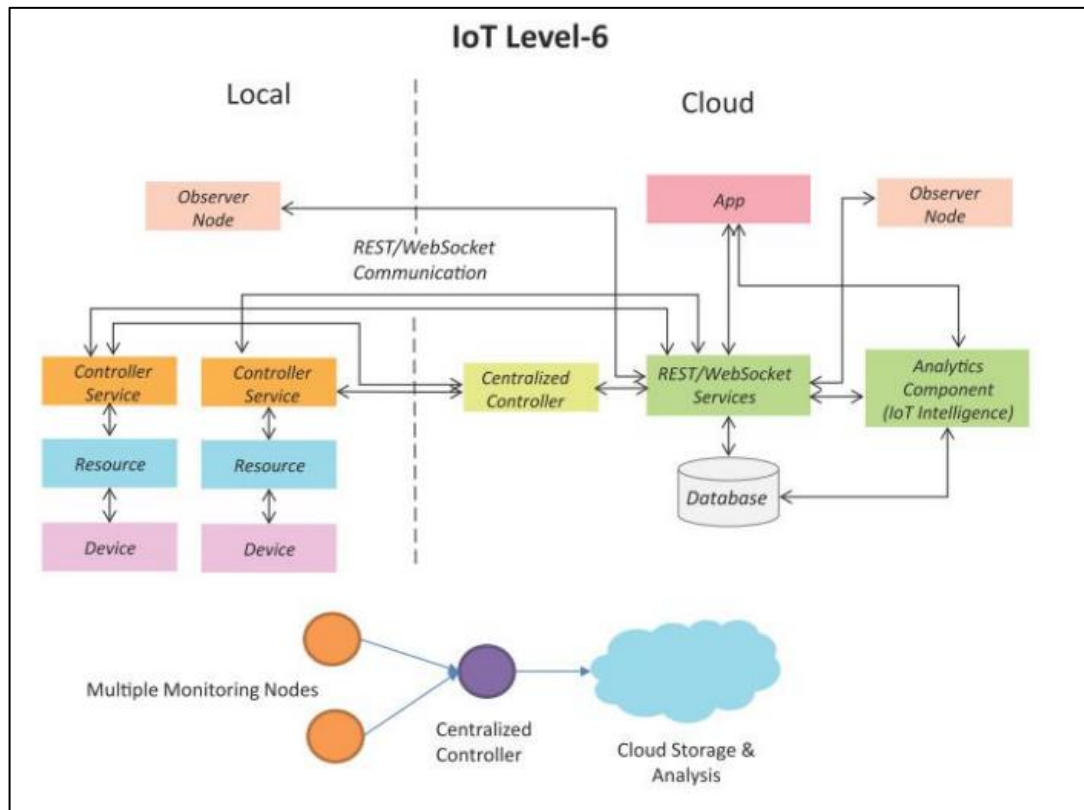 IoT Level-6
Local
Cloud
Observer
Node
App
Observer
Node
REST/WebSocket
Communication
Controller
Service
Controller
Service
Centralized
Controller
REST/WebSocket
Services
Analytics
Component
(IoT Intelligence)
Resource
Resource
Database
Device
Device
Multiple Monitoring Nodes
Centralized
Controller
Cloud Storage &
Analysis